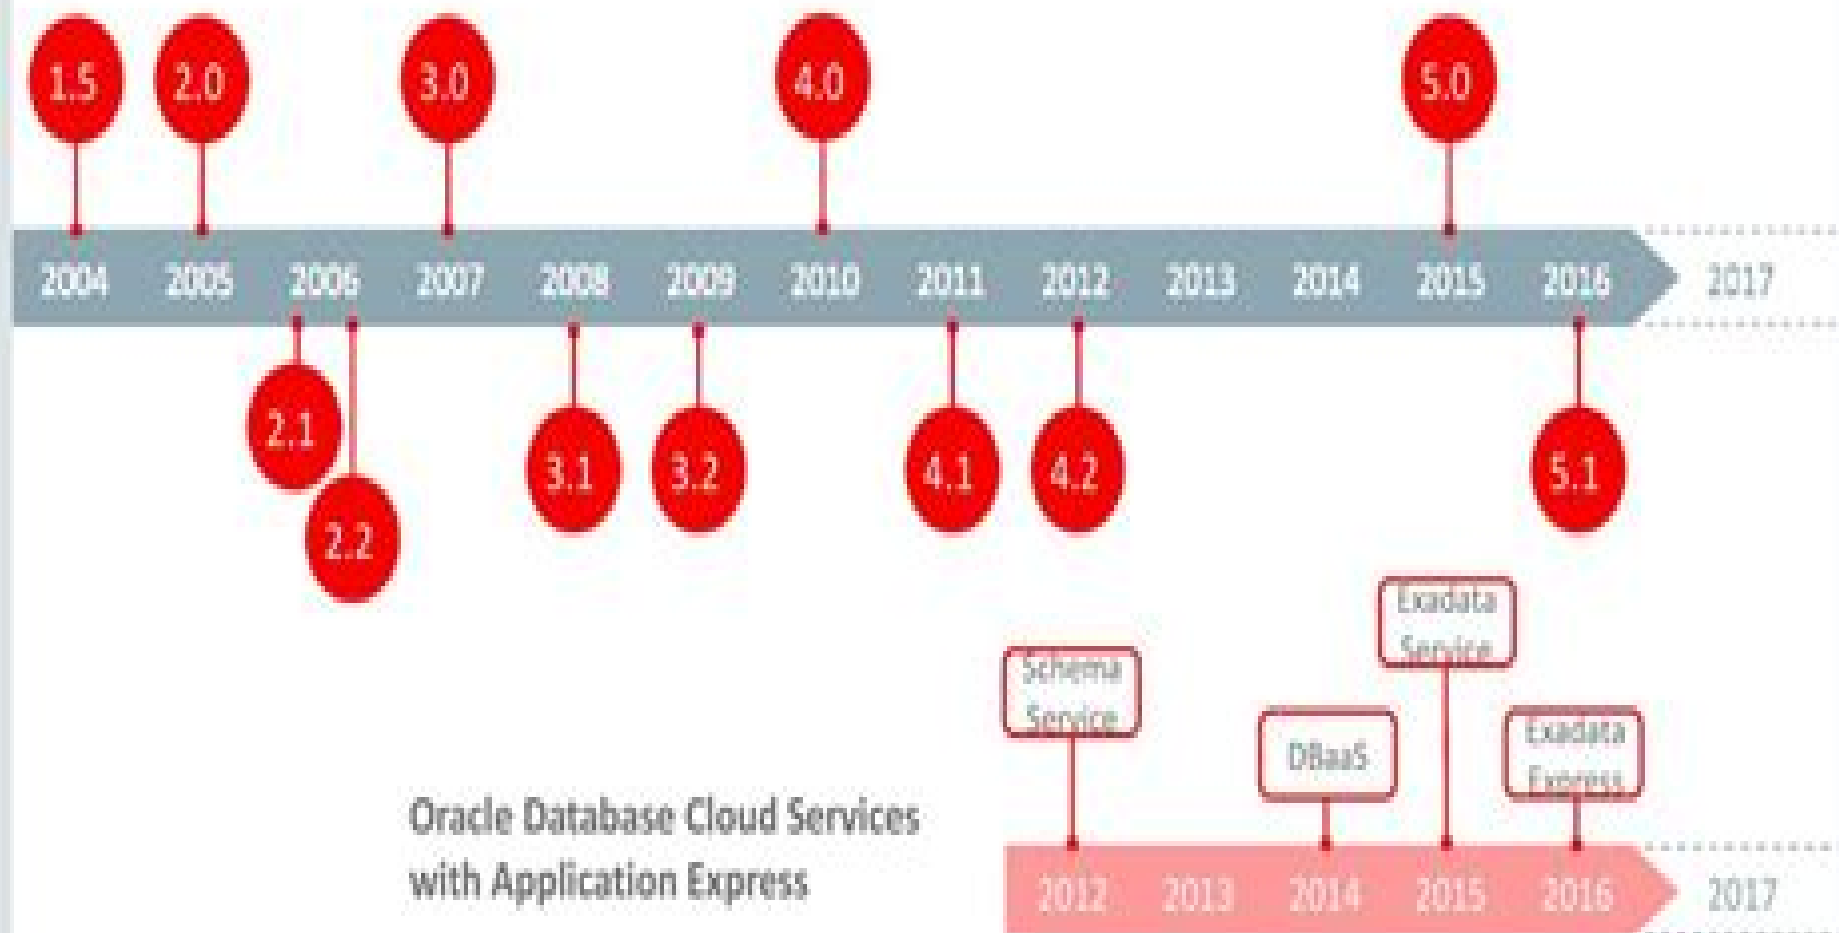 1.5 2.0 3.0 4.0 5.0
2004 2005 2006 2007 2008 2009 2010 2011 2012 2013 2014 2015 2016 2017
2.1
2.2
3.1 3.2 4.1 4.2 5.1
Exadata
Service
Schema
Service
DBaaS
Exadata
Express
Oracle Database Cloud Services
with Application Express
2012 2013 2014 2015 2016 2017